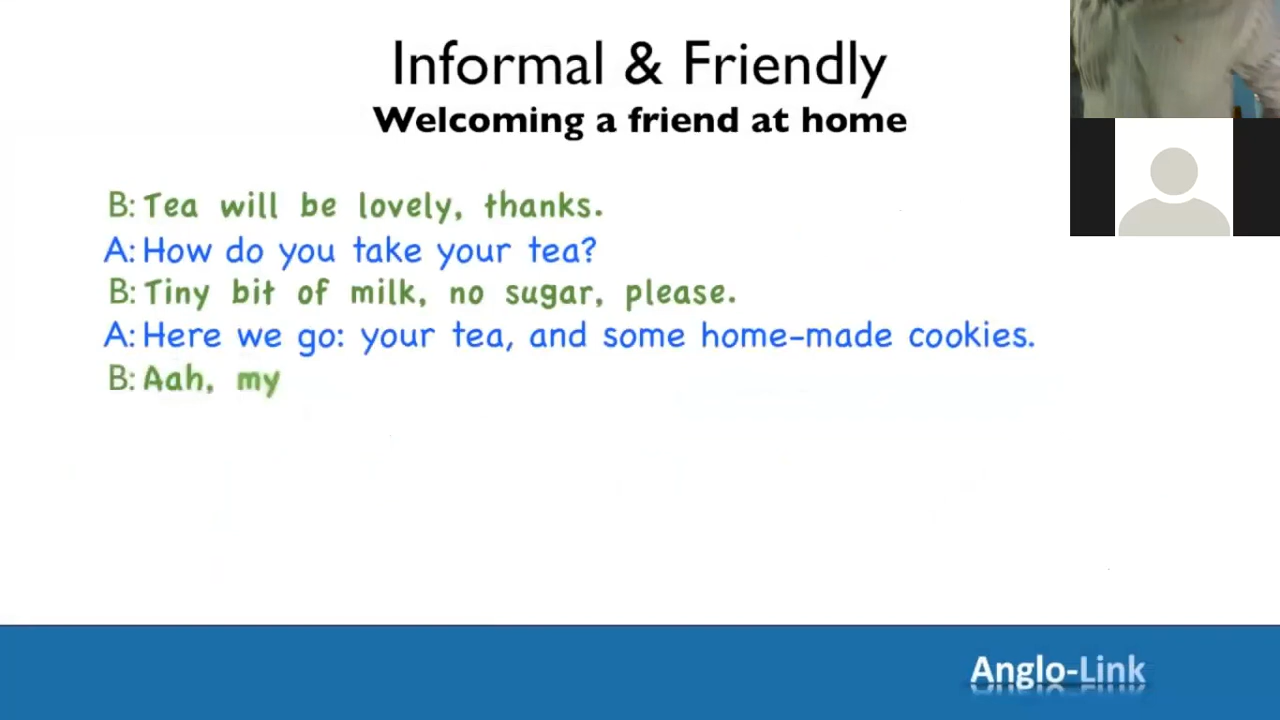 Informal & Friendly
Welcoming a friend at home
B: Tea will be lovely, thanks.
A: How do you take your tea?
B: Tiny bit of milk, no sugar, please.
A: Here we go: your tea, and some home-made cookies.
B: Aah, my
Anglo-Link